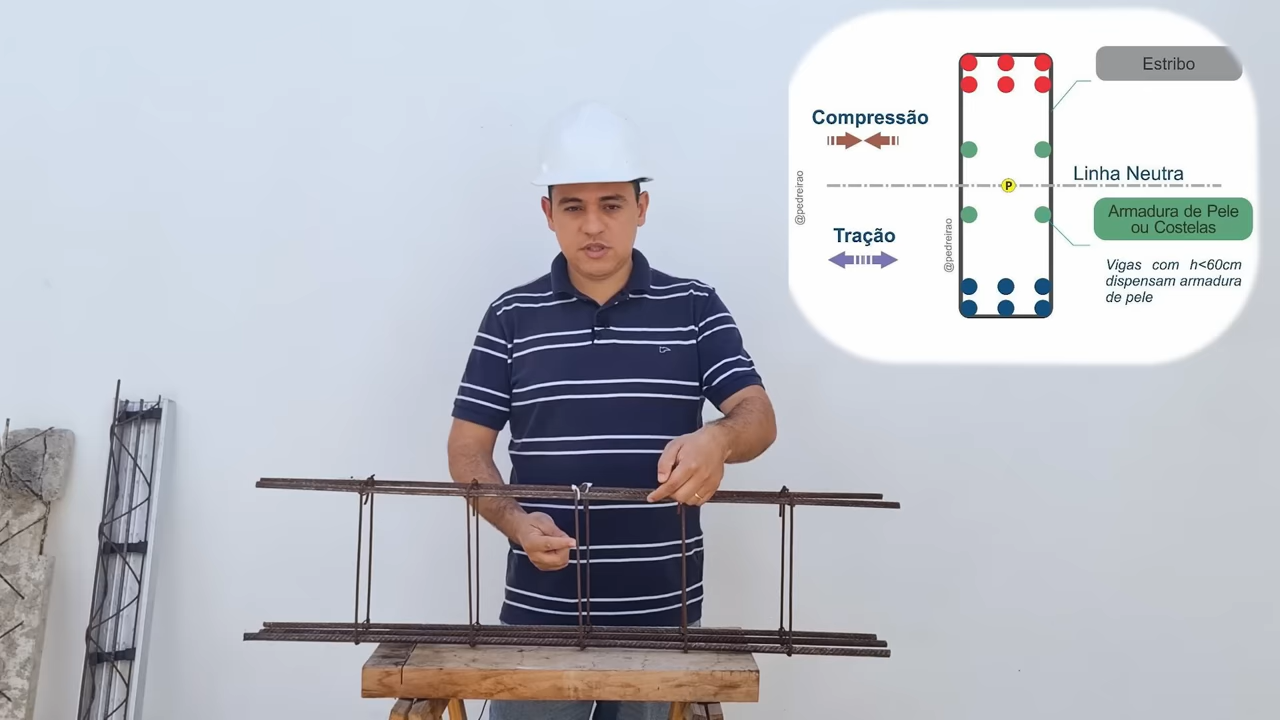 Estribo
Compressão
Linha Neutra
P
@pedreirao
Armadura de Pele
ou Costelas
Tração
@pedreirao
Vigas com h<60cm
dispensam armadura
de pele